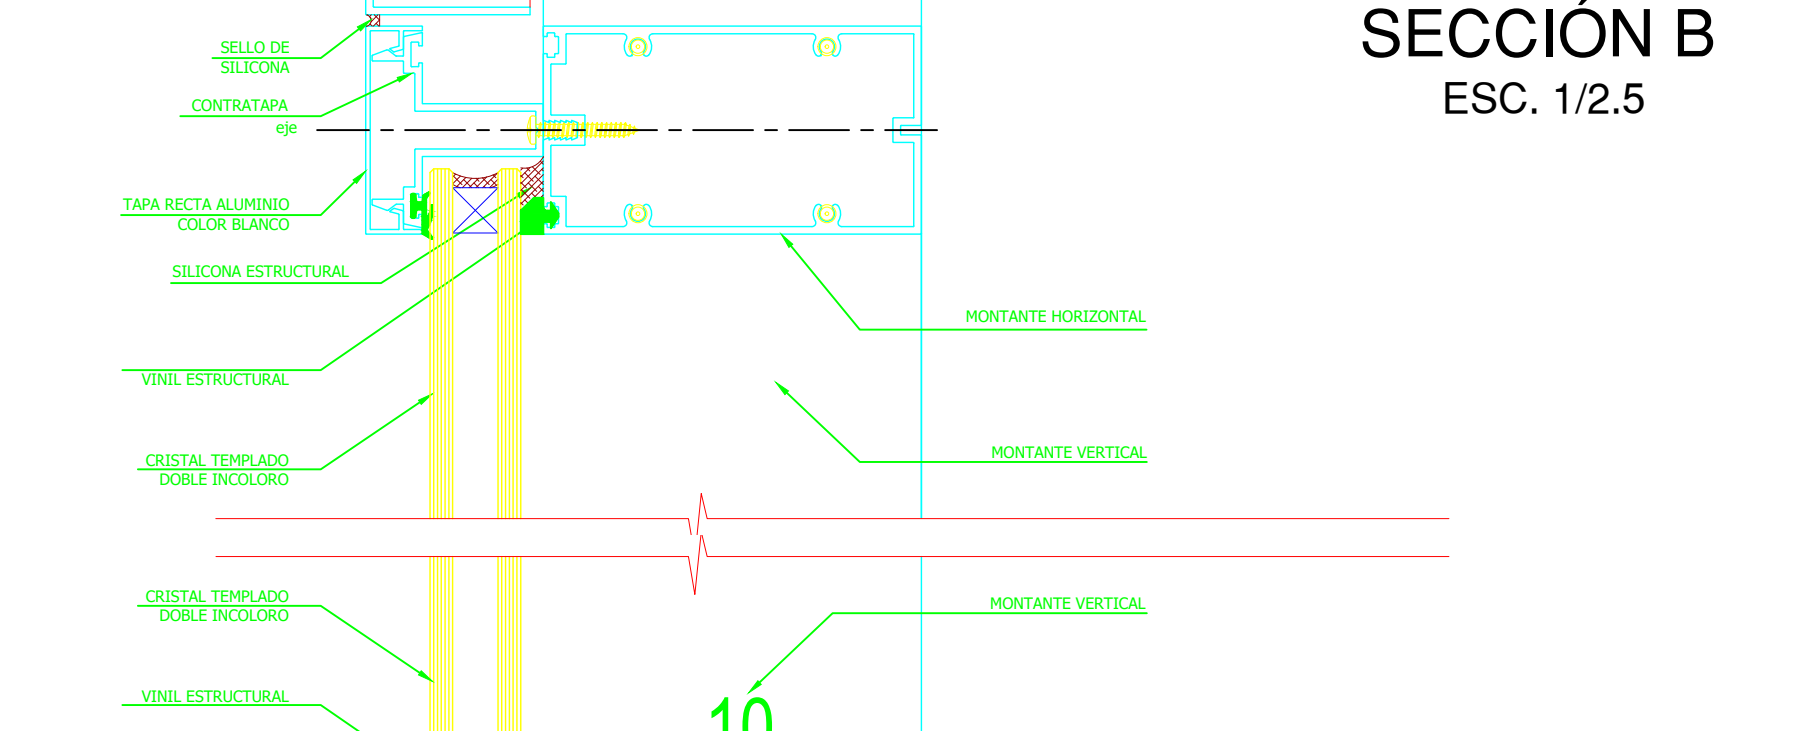 SECCIÓN B
ESC. 1/2.5
SELLO DE
SILICONA
CONTRATAPA
eje
TAPA RECTA ALUMINIO
COLOR BLANCO
SILICONA ESTRUCTURAL
MONTANTE HORIZONTAL
VINIL ESTRUCTURAL
MONTANTE VERTICAL
CRISTAL TEMPLADO
DOBLE INCOLORO
CRISTAL TEMPLADO
DOBLE INCOLORO
MONTANTE VERTICAL
VINIL ESTRUCTURAL
10